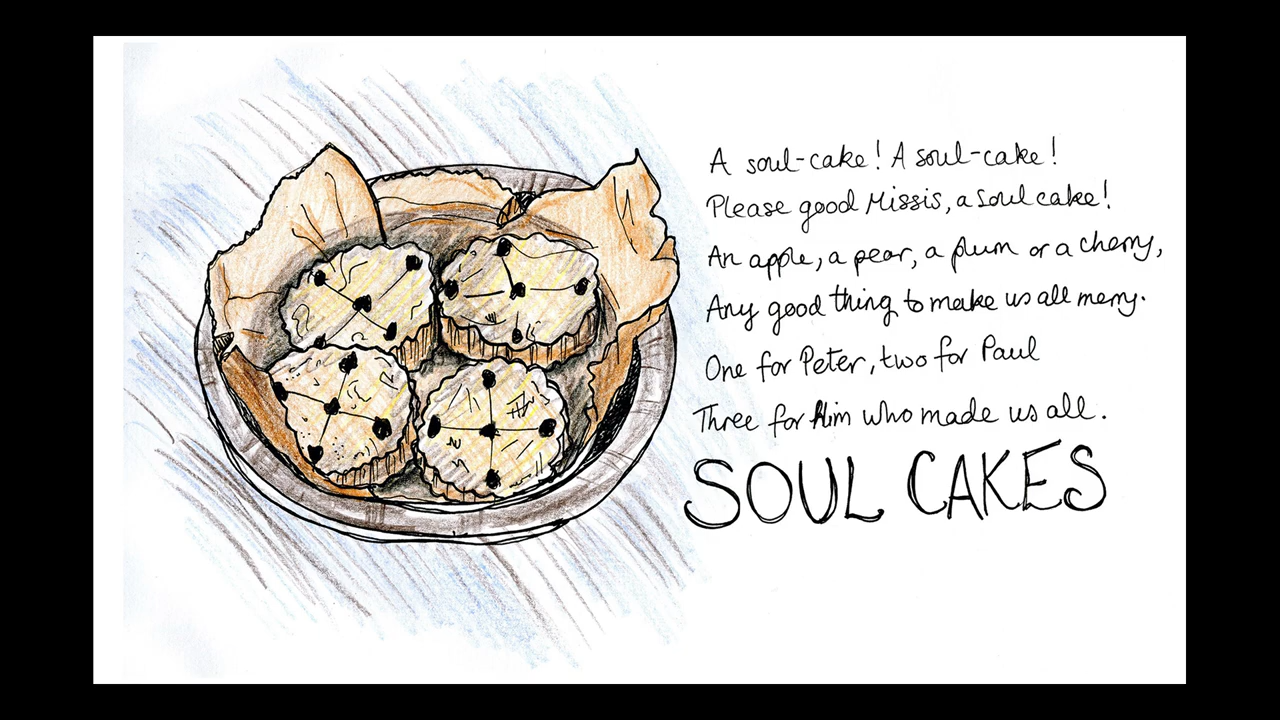 A soul-cake! A soul-cake!
Please good Missis, a soul cake!
An apple, a pear, a plum or a cherry,
Any good thing to make us all merry.
One for Peter, two for Paul
Three for Him who made us all.
SOUL CAKES